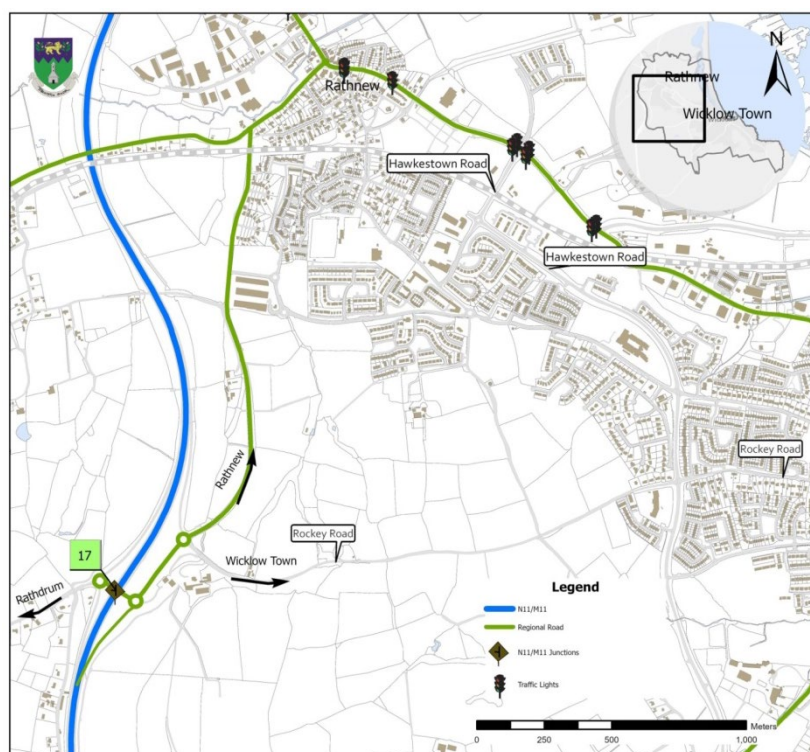 N
Rathnew
Wicklow Town
Rathnew
Hawkestown Road
Hawkestown Road
Rockey Road
Rathnew
Rockey Road
17
Wicklow Town
Rathdrum
Legend
N11/M11
Regional Road
N11/M11 Junctions
Traffic Lights
0
250
500
1,000
Meters